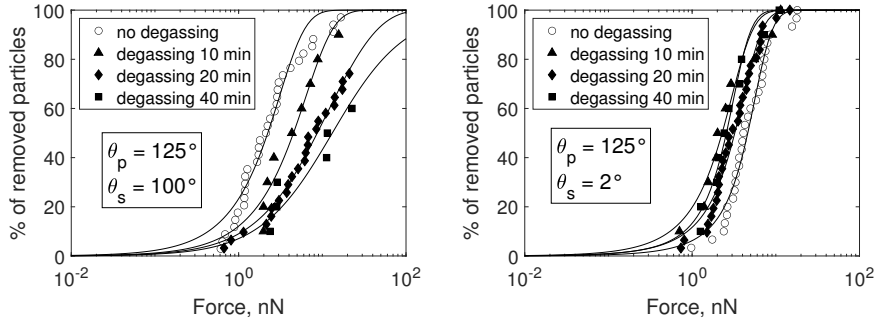 % of removed particles
100
80
60
40
20
0
no degassing
degassing 10 min
degassing 20 min
degassing 40 min
θp = 125°
θs = 100°
10-2
100
102
Force, nN
% of removed particles
100
80
60
40
20
0
no degassing
degassing 10 min
degassing 20 min
degassing 40 min
θp = 125°
θs = 2°
10-2
100
102
Force, nN